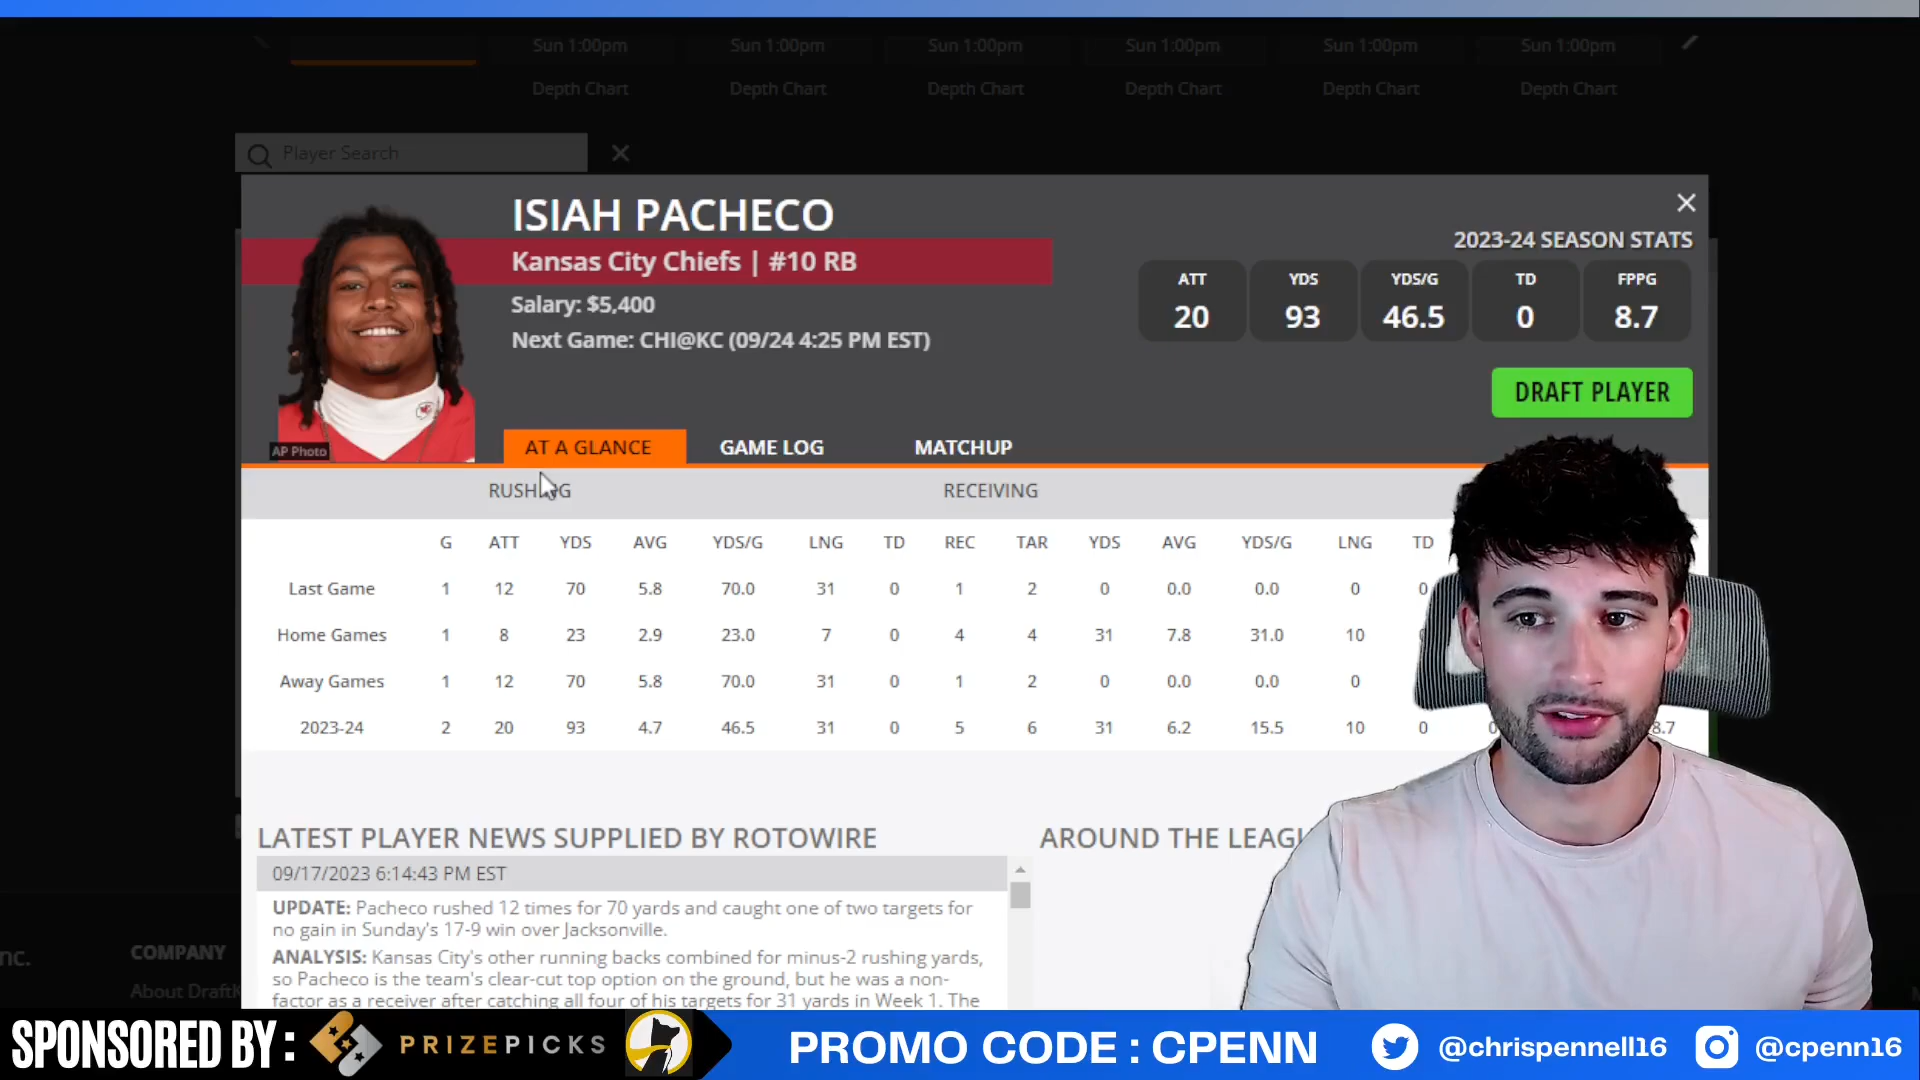 Sun 1:00pm Sun 1:00pm Sun 1:00pm Sun 1:00pm Sun 1:00pm Sun 1:00pm
Depth Chart Depth Chart Depth Chart Depth Chart Depth Chart Depth Chart
Player Search
ISIAH PACHECO
Kansas City Chiefs | #10 RB
Salary: $5,400
Next Game: CHI@KC (09/24 4:25 PM EST)
2023-24 SEASON STATS
ATT YDS YDS/G TD FPPG
20 93 46.5 0 8.7
DRAFT PLAYER
AP Photo
AT A GLANCE GAME LOG MATCHUP
RUSHING RECEIVING
G ATT YDS AVG YDS/G LNG TD REC TAR YDS AVG YDS/G LNG TD
Last Game 1 12 70 5.8 70.0 31 0 1 2 0 0.0 0.0 0 0
Home Games 1 8 23 2.9 23.0 7 0 4 4 31 7.8 31.0 10
Away Games 1 12 70 5.8 70.0 31 0 1 2 0 0.0 0.0 0
2023-24 2 20 93 4.7 46.5 31 0 5 6 31 6.2 15.5 10 0 0 8.7
LATEST PLAYER NEWS SUPPLIED BY ROTOWIRE
AROUND THE LEAGU
09/17/2023 6:14:43 PM EST
UPDATE: Pacheco rushed 12 times for 70 yards and caught one of two targets for
no gain in Sunday's 17-9 win over Jacksonville.
ANALYSIS: Kansas City's other running backs combined for minus-2 rushing yards,
so Pacheco is the team's clear-cut top option on the ground, but he was a non-
factor as a receiver after catching all four of his targets for 31 yards in Week 1. The
nc.
COMPANY
About DraftK
SPONSORED BY : PRIZEPICKS
PROMO CODE : CPENN
@chrispennell16
@cpenn16